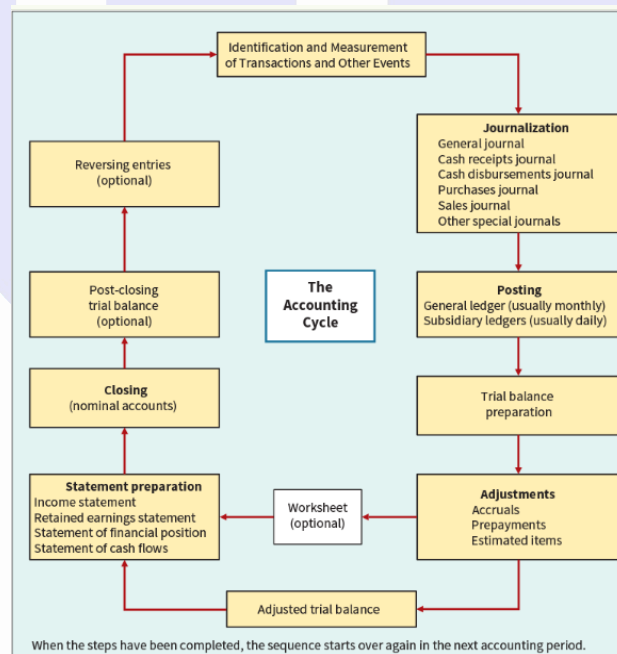 Identification and Measurement
of Transactions and Other Events
Journalization
General journal
Cash receipts journal
Cash disbursements journal
Purchases journal
Sales journal
Other special journals
Reversing entries
(optional)
Post-closing
trial balance
(optional)
The
Accounting
Cycle
Posting
General ledger (usually monthly)
Subsidiary ledgers (usually daily)
Closing
(nominal accounts)
Trial balance
preparation
Statement preparation
Income statement
Retained earnings statement
Statement of financial position
Statement of cash flows
Worksheet
(optional)
Adjustments
Accruals
Prepayments
Estimated items
Adjusted trial balance
When the steps have been completed, the sequence starts over again in the next accounting period.